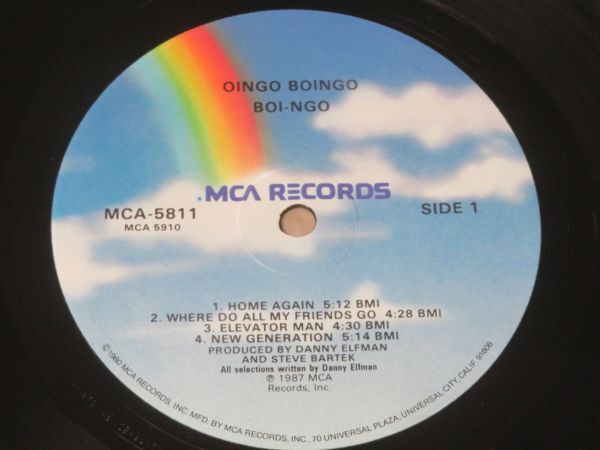 OINGO BOINGO
BOI-NGO
MCA RECORDS
MCA-5811
MCA 5910
SIDE 1
1. HOME AGAIN 5:12 BMI
2. WHERE DO ALL MY FRIENDS GO 4:28 BMI
3. ELEVATOR MAN 4:30 BMI
4. NEW GENERATION 5:14 BMI
PRODUCED BY DANNY ELFMAN
AND STEVE BARTEK
All selections written by Danny Elfman
℗ 1987 MCA
Records, Inc.
©1980 MCA RECORDS, INC. MFD. BY MCA RECORDS, INC., 70 UNIVERSAL PLAZA, UNIVERSAL CITY, CALIF. 91608